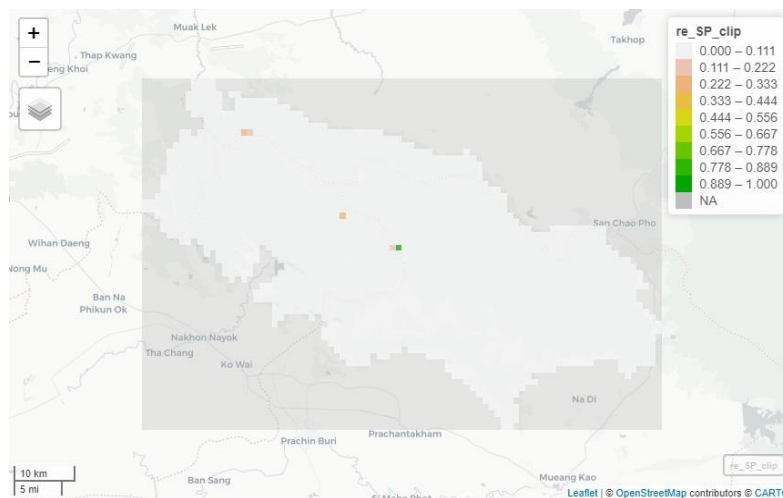 +
Muak Lek
Takhop
re_SP_clip
0.000 – 0.111
0.111 – 0.222
0.222 – 0.333
0.333 – 0.444
0.444 – 0.556
0.556 – 0.667
0.667 – 0.778
0.778 – 0.889
0.889 – 1.000
NA
−
Thap Kwang
eng Khoi
San Chao Pho
Wihan Daeng
Nong Mu
Ban Na
Phikun Ok
Nakhon Nayok
Tha Chang
Ko Wai
Na Di
Prachantakham
Prachin Buri
10 km
5 mi
re_SP_clip
Ban Sang
Mueang Kao
Si Maha Phot
Leaflet | © OpenStreetMap contributors © CART